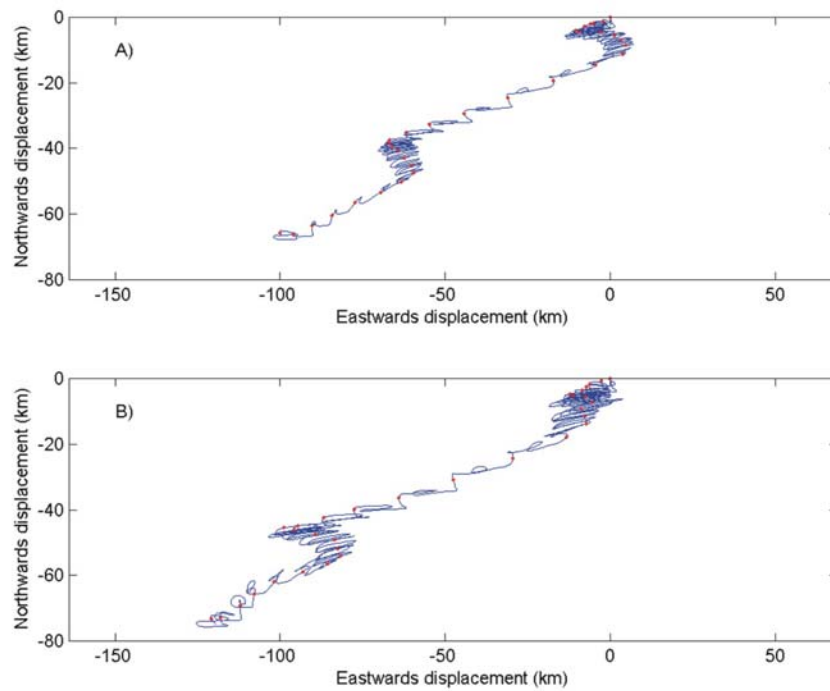 A)
0
-20
-40
-60
-80
Northwards displacement (km)
-150 -100 -50 0 50
Eastwards displacement (km)
B)
0
-20
-40
-60
-80
Northwards displacement (km)
-150 -100 -50 0 50
Eastwards displacement (km)